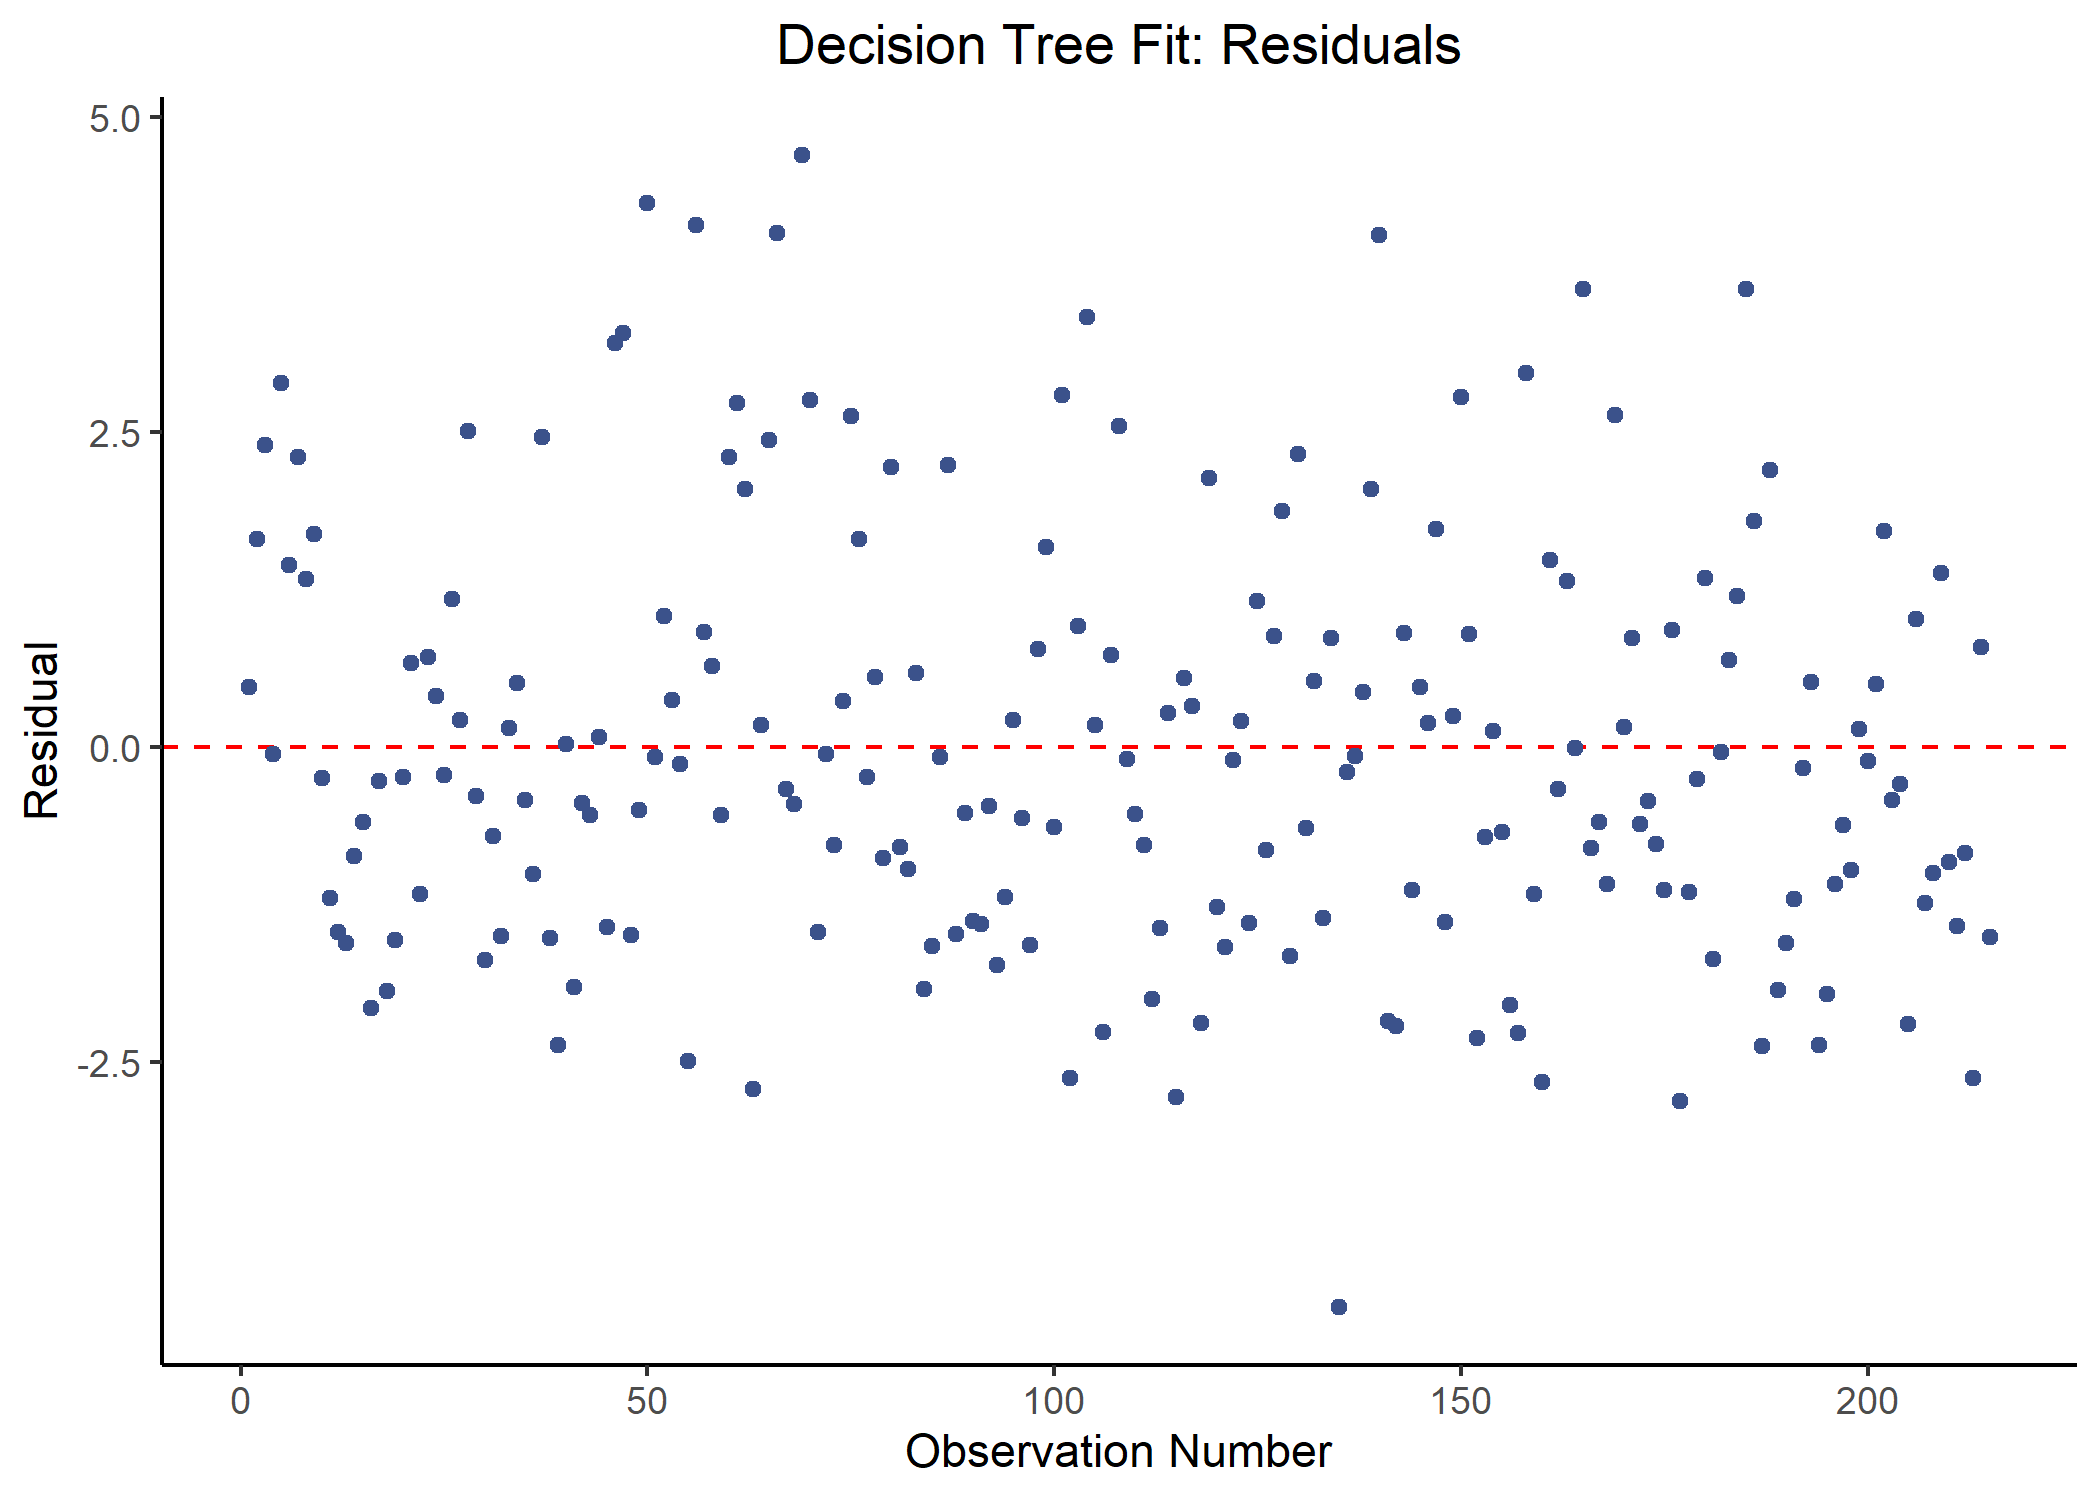 Decision Tree Fit: Residuals
5.0
2.5
0.0
-2.5
Residual
0 50 100 150 200
Observation Number